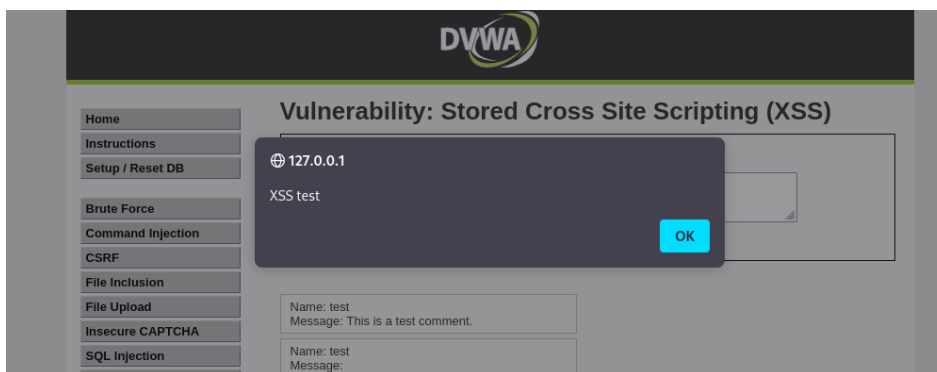 DVWA
Vulnerability: Stored Cross Site Scripting (XSS)
Home
Instructions
Setup / Reset DB
Brute Force
Command Injection
CSRF
File Inclusion
File Upload
Insecure CAPTCHA
SQL Injection
127.0.0.1
XSS test
OK
Name: test
Message: This is a test comment.
Name: test
Message: